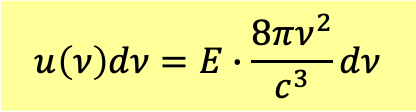 u(ν)dν = E · 8πν² / c³ dν